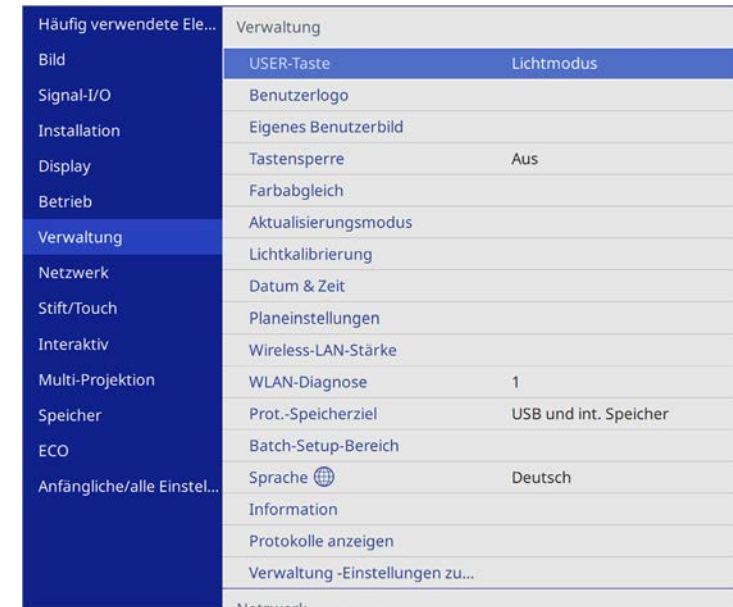 Häufig verwendete Ele...
Bild
Signal-I/O
Installation
Display
Betrieb
Verwaltung
Netzwerk
Stift/Touch
Interaktiv
Multi-Projektion
Speicher
ECO
Anfängliche/alle Einstel...
Verwaltung
USER-Taste Lichtmodus
Benutzerlogo
Eigenes Benutzerbild
Tastensperre Aus
Farbabgleich
Aktualisierungsmodus
Lichtkalibrierung
Datum & Zeit
Planeinstellungen
Wireless-LAN-Stärke
WLAN-Diagnose 1
Prot.-Speicherziel USB und int. Speicher
Batch-Setup-Bereich
Sprache Deutsch
Information
Protokolle anzeigen
Verwaltung -Einstellungen zu...
Netzwerk